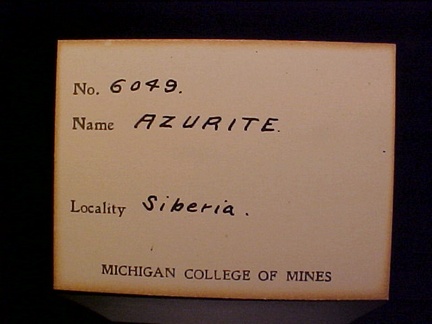 No. 6049.
Name AZURITE.
Locality Siberia.
MICHIGAN COLLEGE OF MINES